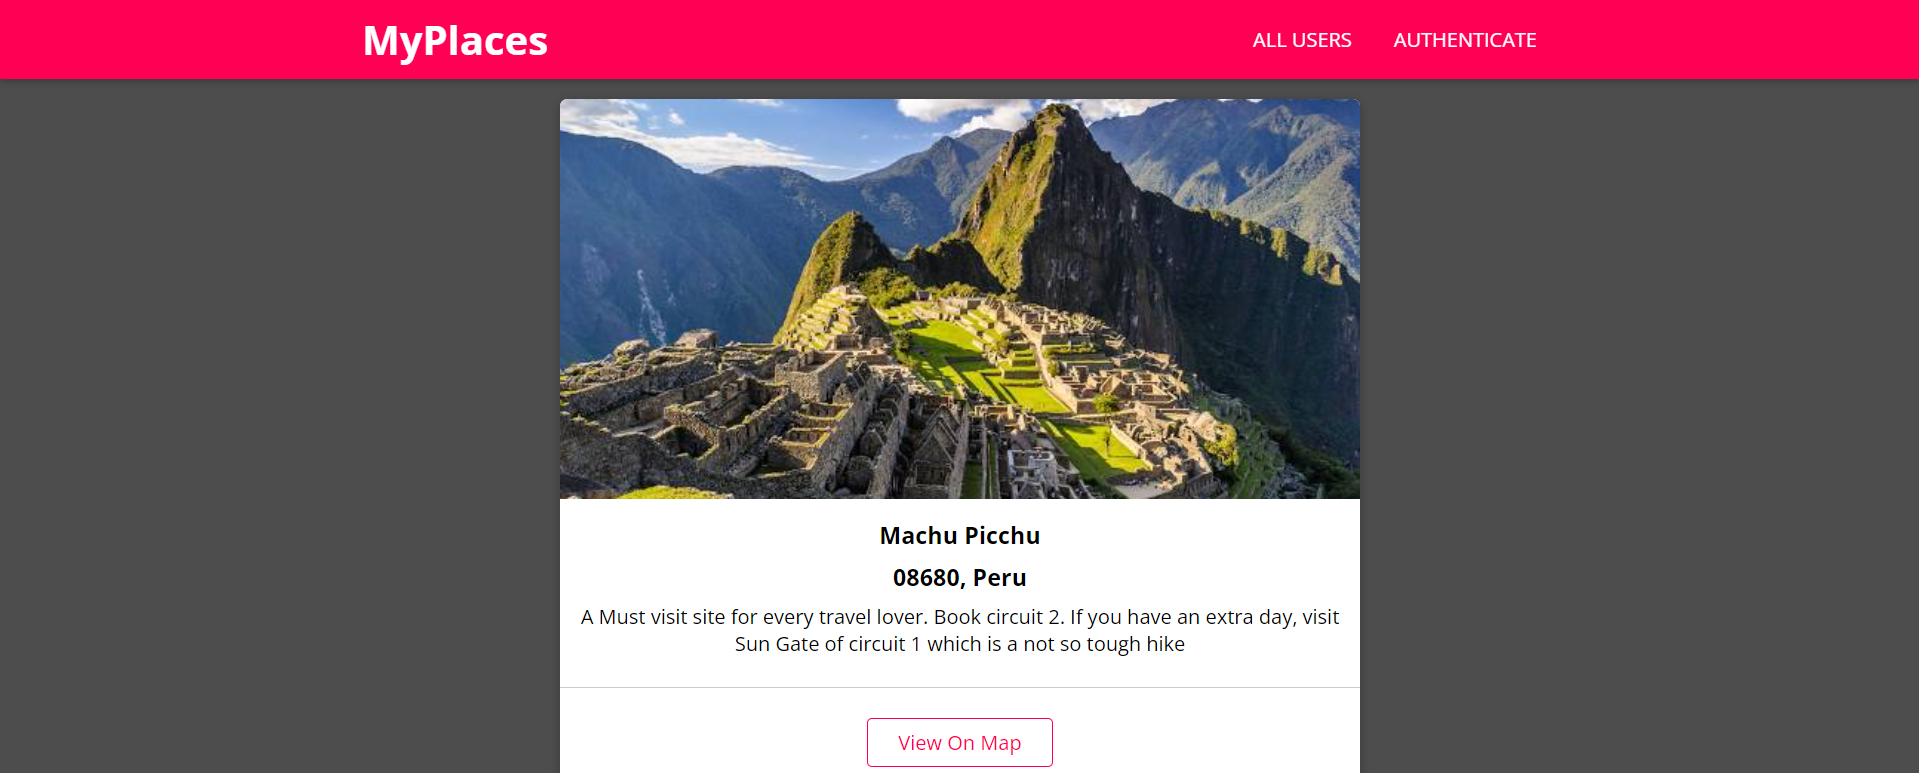 MyPlaces
ALL USERS
AUTHENTICATE
Machu Picchu
08680, Peru
A Must visit site for every travel lover. Book circuit 2. If you have an extra day, visit
Sun Gate of circuit 1 which is a not so tough hike
View On Map